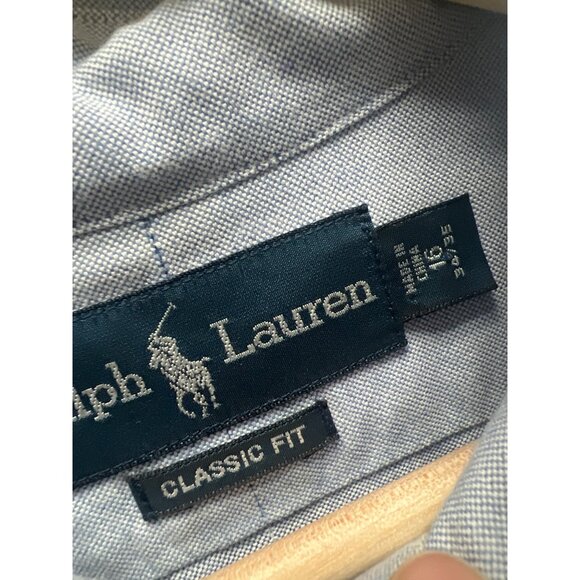 lph Lauren
CLASSIC FIT
MADE IN
CHINA
16
34/35